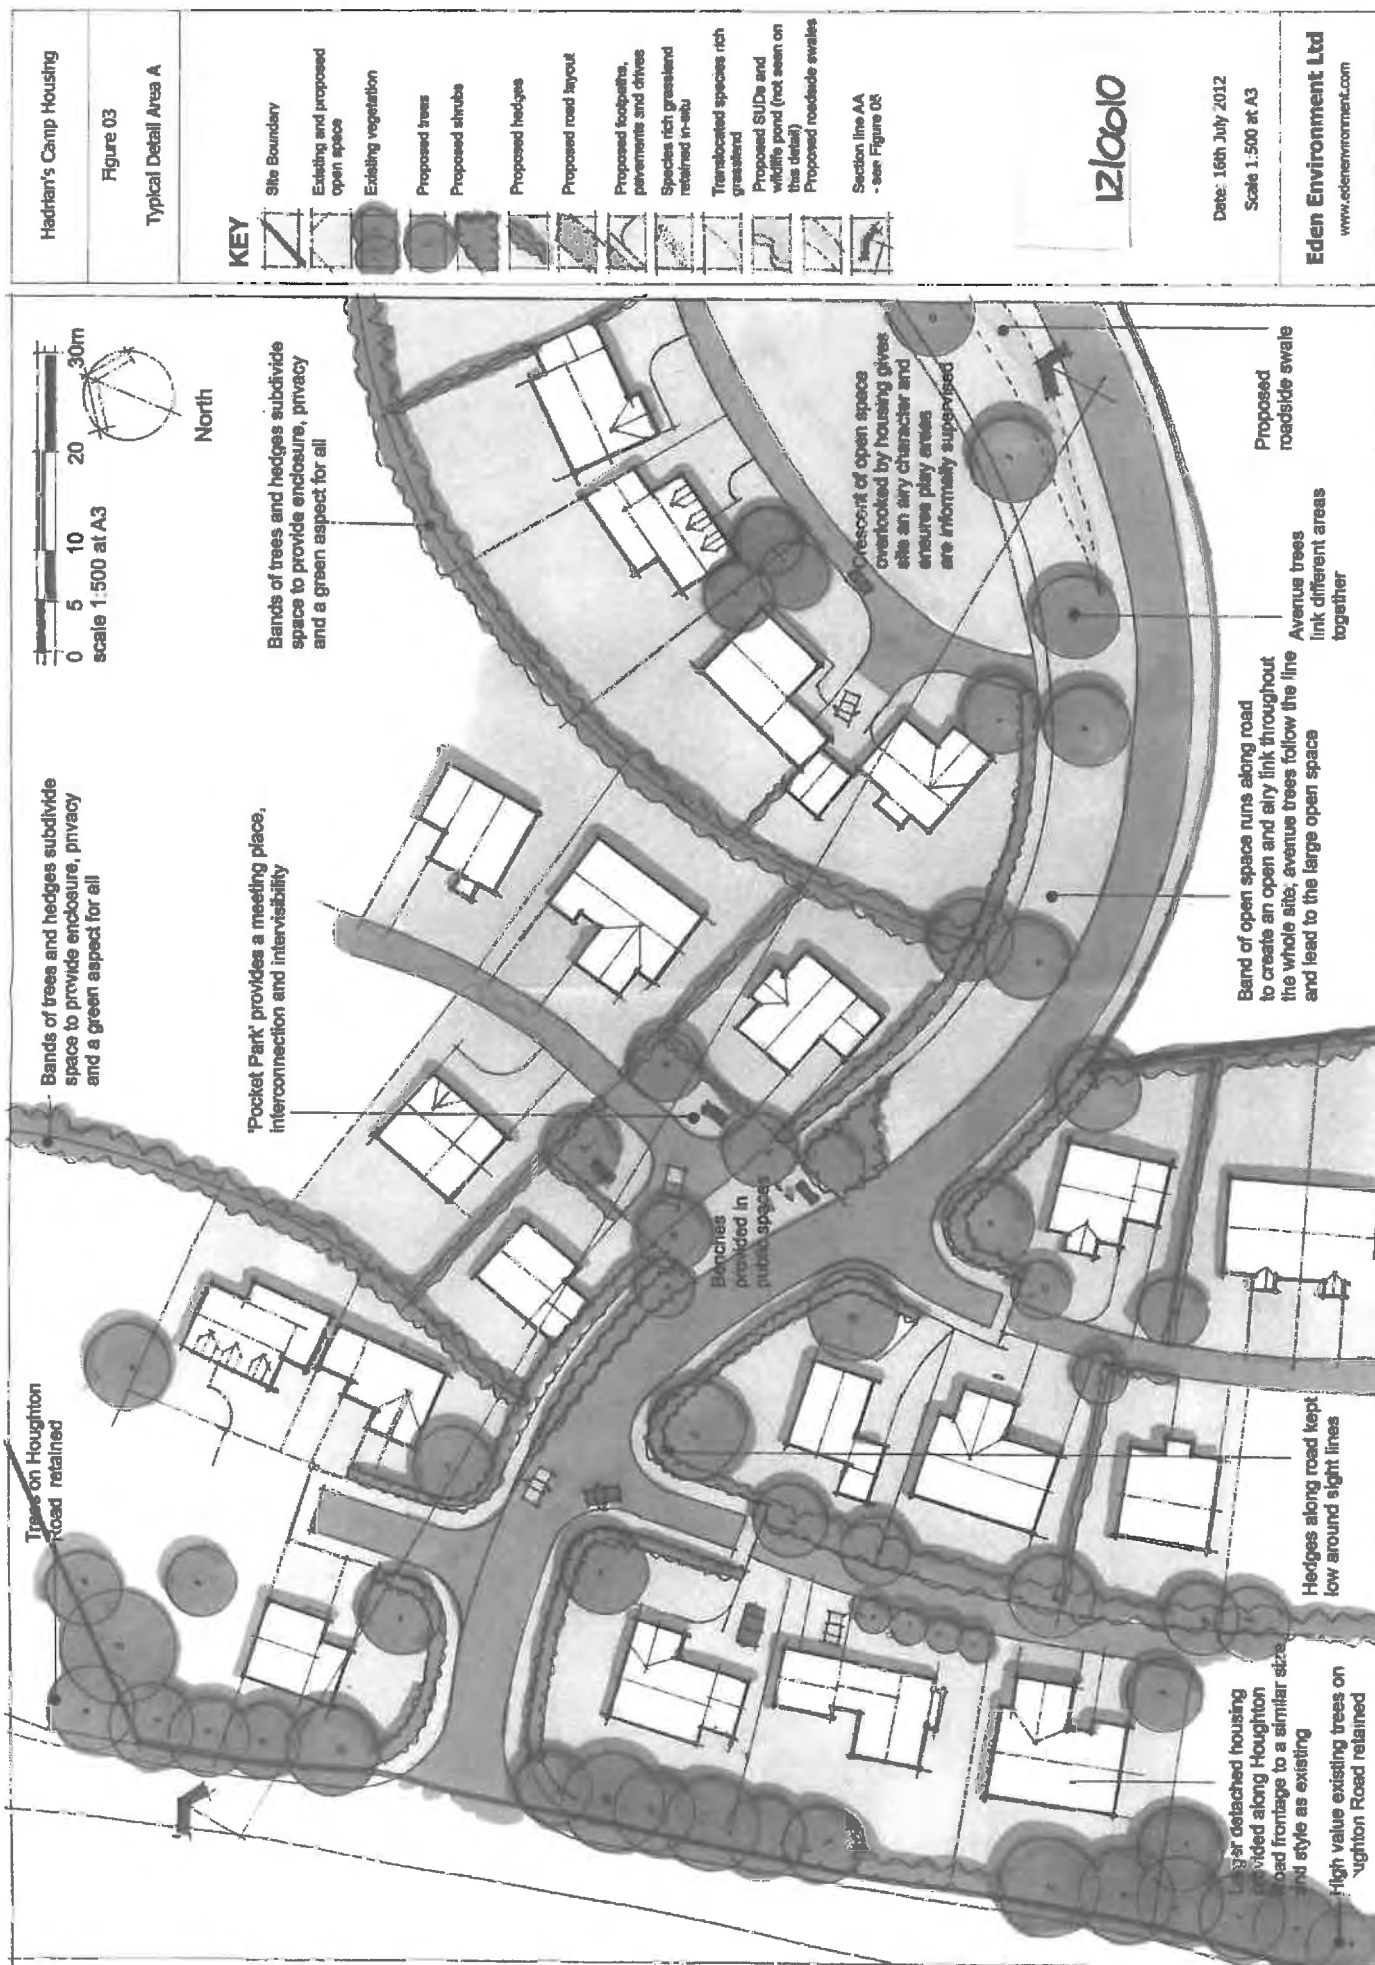 Hadrian's Camp Housing
Figure 03
Typical Detail Area A
KEY
Site Boundary
Existing and proposed
open space
Existing vegetation
Proposed trees
Proposed shrubs
Proposed hedges
Proposed road layout
Proposed footpaths,
pavements and drives
Species rich grassland
retained in-situ
Translocated species rich
grassland
Proposed SUDs and
wildlife pond (not seen on
this detail)
Proposed roadside swales
Section line AA
- see Figure 05
12/0610
Date: 16th July 2012
Scale 1:500 at A3
Eden Environment Ltd
www.edenenvironment.com
0 5 10 20 30m
scale 1:500 at A3
North
Bands of trees and hedges subdivide
space to provide enclosure, privacy
and a green aspect for all
Bands of trees and hedges subdivide
space to provide enclosure, privacy
and a green aspect for all
'Pocket Park' provides a meeting place,
interconnection and intervisibility
Trees on Houghton
Road retained
Crescent of open space
overlooked by housing gives
site an airy character and
ensures play areas
are informally supervised
Benches
provided in
public spaces
Proposed
roadside swale
Avenue trees
link different areas
together
Band of open space runs along road
to create an open and airy link throughout
the whole site; avenue trees follow the line
and lead to the large open space
Hedges along road kept
low around sight lines
detached housing
along Houghton
frontage to a similar size
and style as existing
High value existing trees on
Road retained